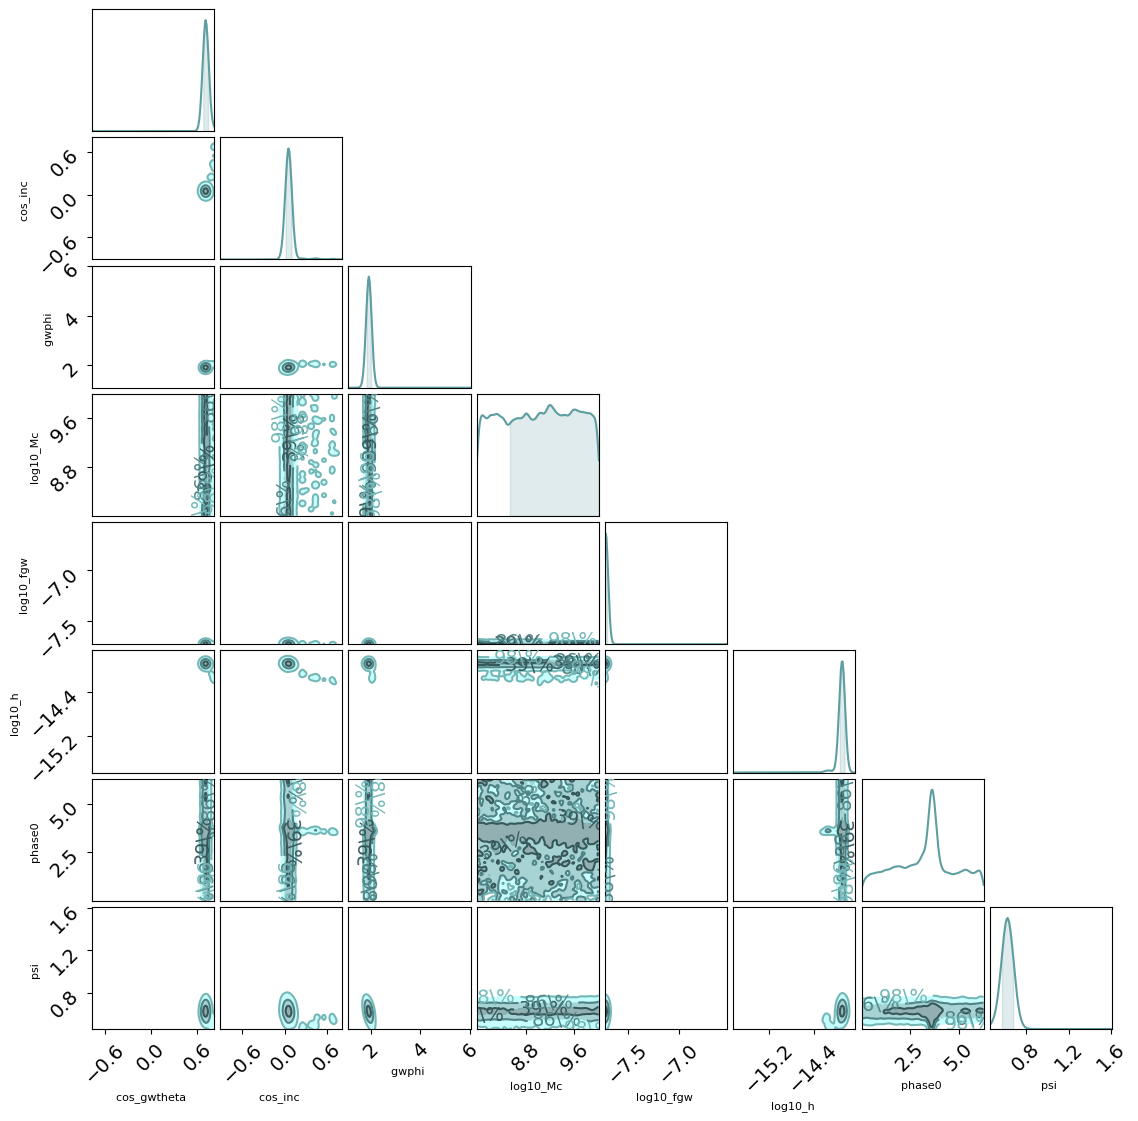 0.6
0.0
−0.6
cos_inc
6
4
2
gwphi
9.6
8.8
log10_Mc
−7.0
−7.5
log10_fgw
−14.4
−15.2
log10_h
5.0
2.5
phase0
1.6
1.2
0.8
psi
−0.6 0.0 0.6
−0.6 0.0 0.6
2 4 6
8.8 9.6
−7.5 −7.0
−15.2 −14.4
2.5 5.0
0.8 1.2 1.6
cos_gwtheta cos_inc gwphi log10_Mc log10_fgw log10_h phase0 psi